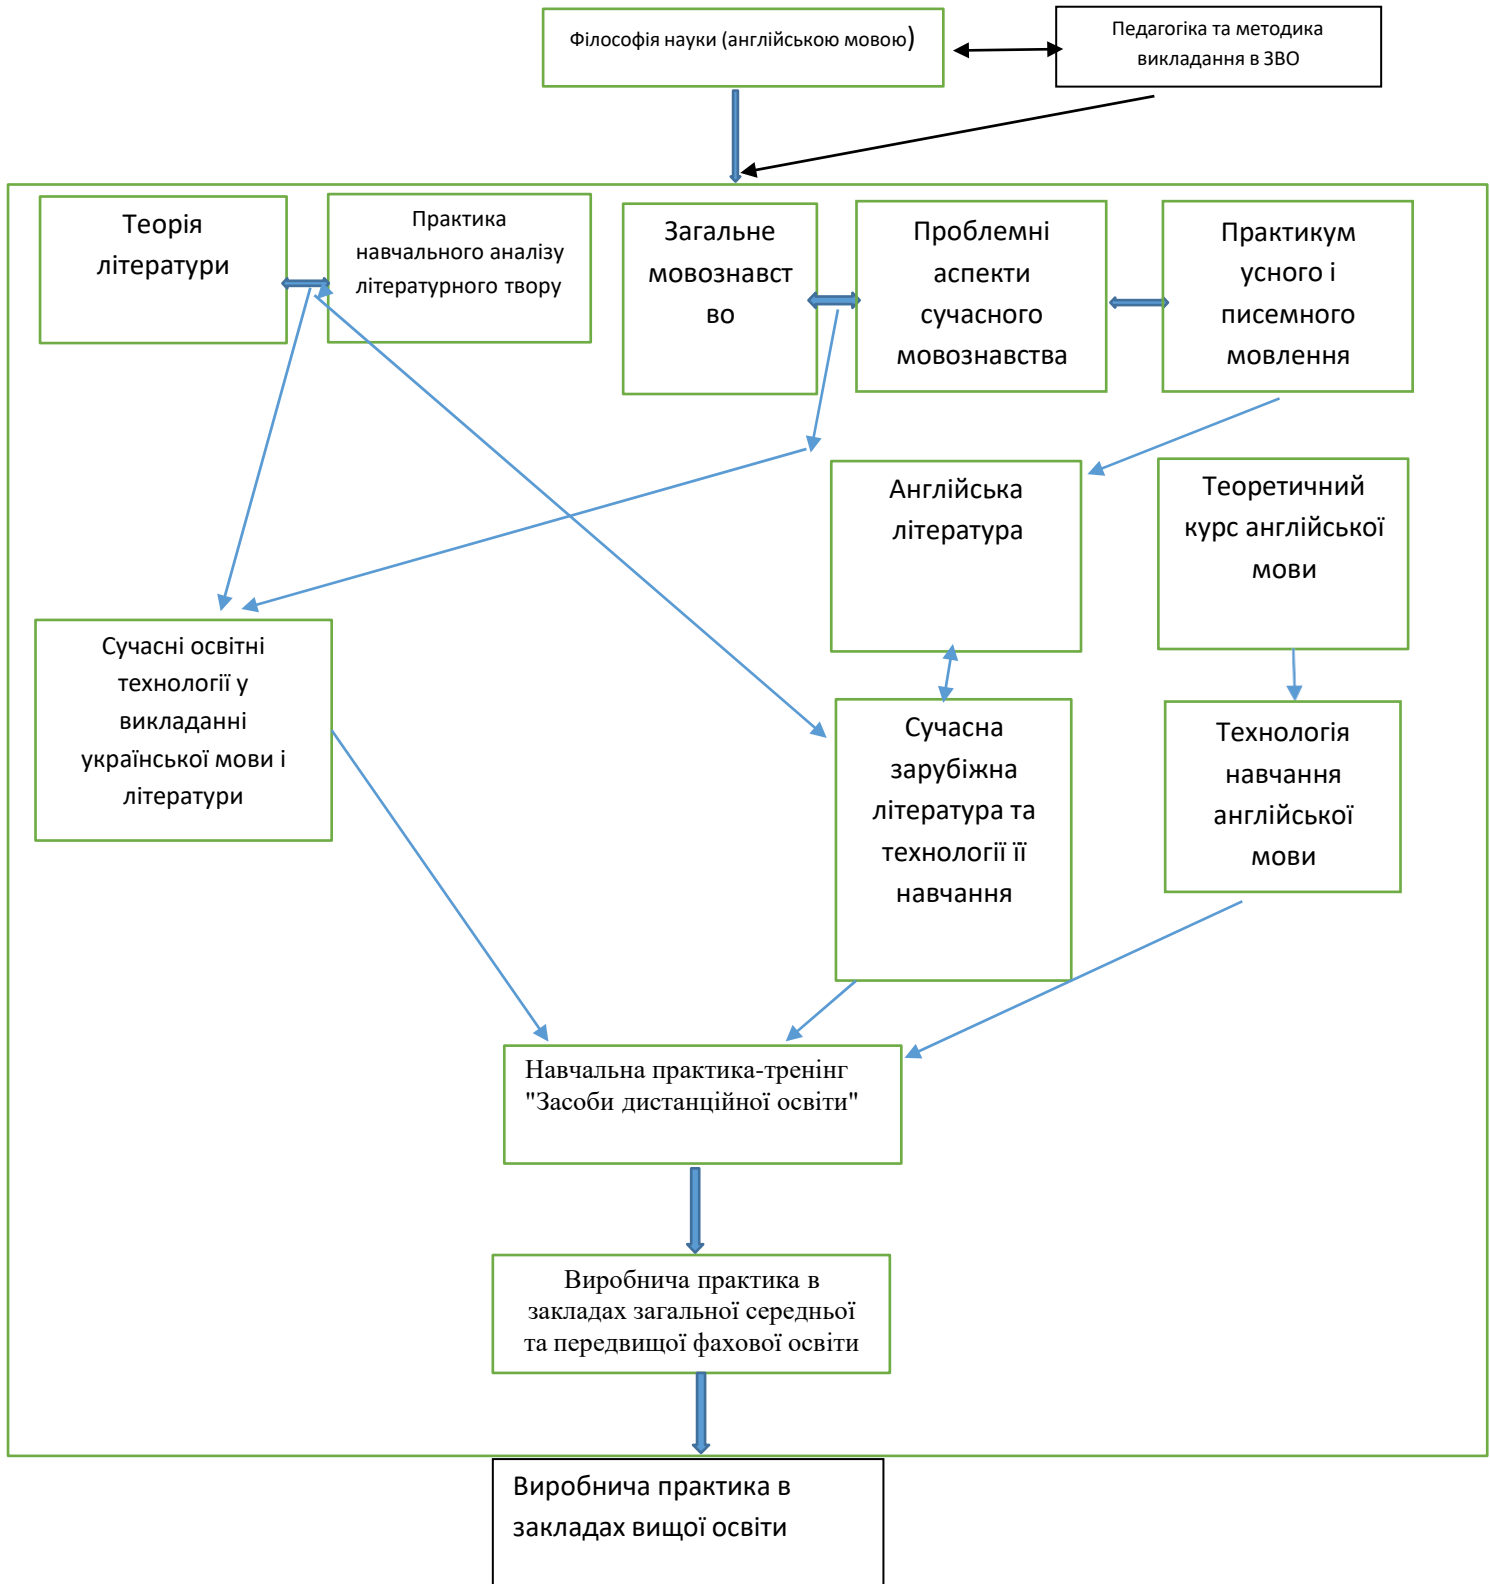 Філософія науки (англійською мовою)
Педагогіка та методика
викладання в ЗВО
Теорія
літератури
Практика
навчального аналізу
літературного твору
Загальне
мовознавст
во
Проблемні
аспекти
сучасного
мовознавства
Практикум
усного і
писемного
мовлення
Англійська
література
Теоретичний
курс англійської
мови
Сучасні освітні
технології у
викладанні
української мови і
літератури
Сучасна
зарубіжна
література та
технології її
навчання
Технологія
навчання
англійської
мови
Навчальна практика-тренінг
"Засоби дистанційної освіти"
Виробнича практика в
закладах загальної середньої
та передвищої фахової освіти
Виробнича практика в
закладах вищої освіти